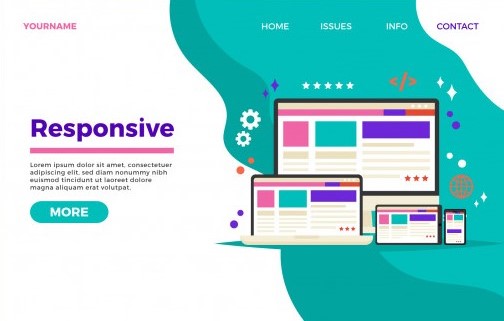 YOURNAME
HOME
ISSUES
INFO
CONTACT
</>
Responsive
Lorem ipsum dolor sit amet, consectetuer
adipiscing elit, sed diam nonummy nibh
euismod tincidunt ut laoreet dolore
magna aliquam erat volutpat.
MORE